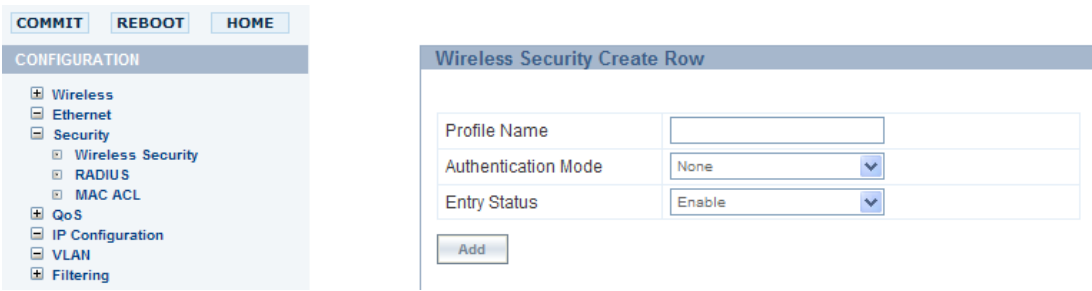 COMMIT REBOOT HOME
CONFIGURATION
Wireless
Ethernet
Security
Wireless Security
RADIUS
MAC ACL
QoS
IP Configuration
VLAN
Filtering
Wireless Security Create Row
Profile Name
Authentication Mode None
Entry Status Enable
Add